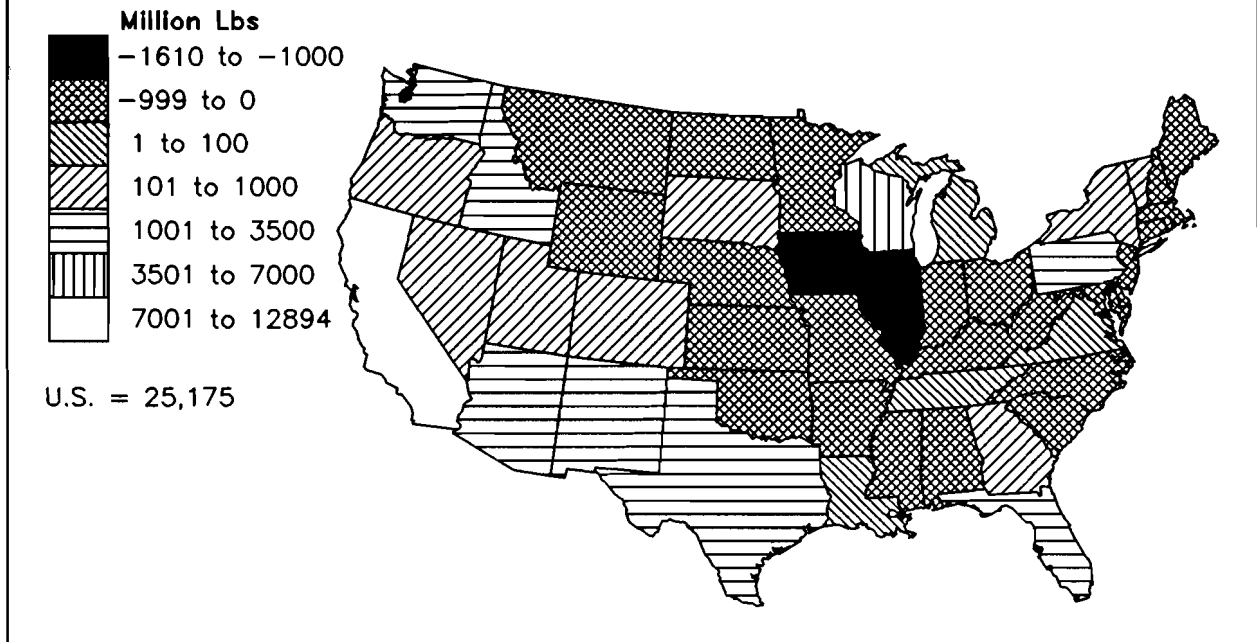 Million Lbs
-1610 to -1000
-999 to 0
1 to 100
101 to 1000
1001 to 3500
3501 to 7000
7001 to 12894
U.S. = 25,175